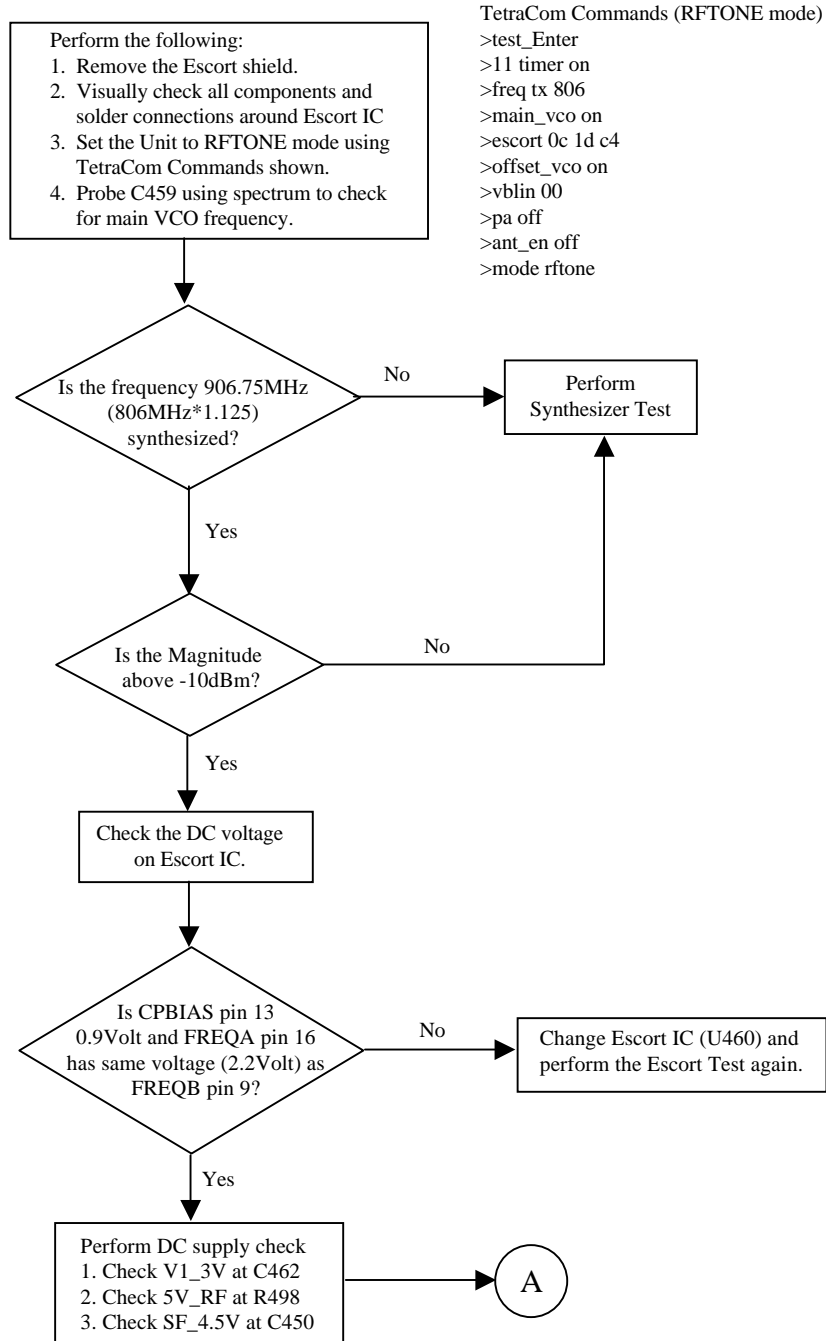 Perform the following:
1. Remove the Escort shield.
2. Visually check all components and
solder connections around Escort IC
3. Set the Unit to RFTONE mode using
TetraCom Commands shown.
4. Probe C459 using spectrum to check
for main VCO frequency.
TetraCom Commands (RFTONE mode)
>test_Enter
>11 timer on
>freq tx 806
>main_vco on
>escort 0c 1d c4
>offset_vco on
>vblin 00
>pa off
>ant_en off
>mode rftone
Is the frequency 906.75MHz
(806MHz*1.125)
synthesized?
No
Perform
Synthesizer Test
Yes
Is the Magnitude
above -10dBm?
No
Yes
Check the DC voltage
on Escort IC.
Is CPBIAS pin 13
0.9Volt and FREQA pin 16
has same voltage (2.2Volt) as
FREQB pin 9?
No
Change Escort IC (U460) and
perform the Escort Test again.
Yes
Perform DC supply check
1. Check V1_3V at C462
2. Check 5V_RF at R498
3. Check SF_4.5V at C450
A